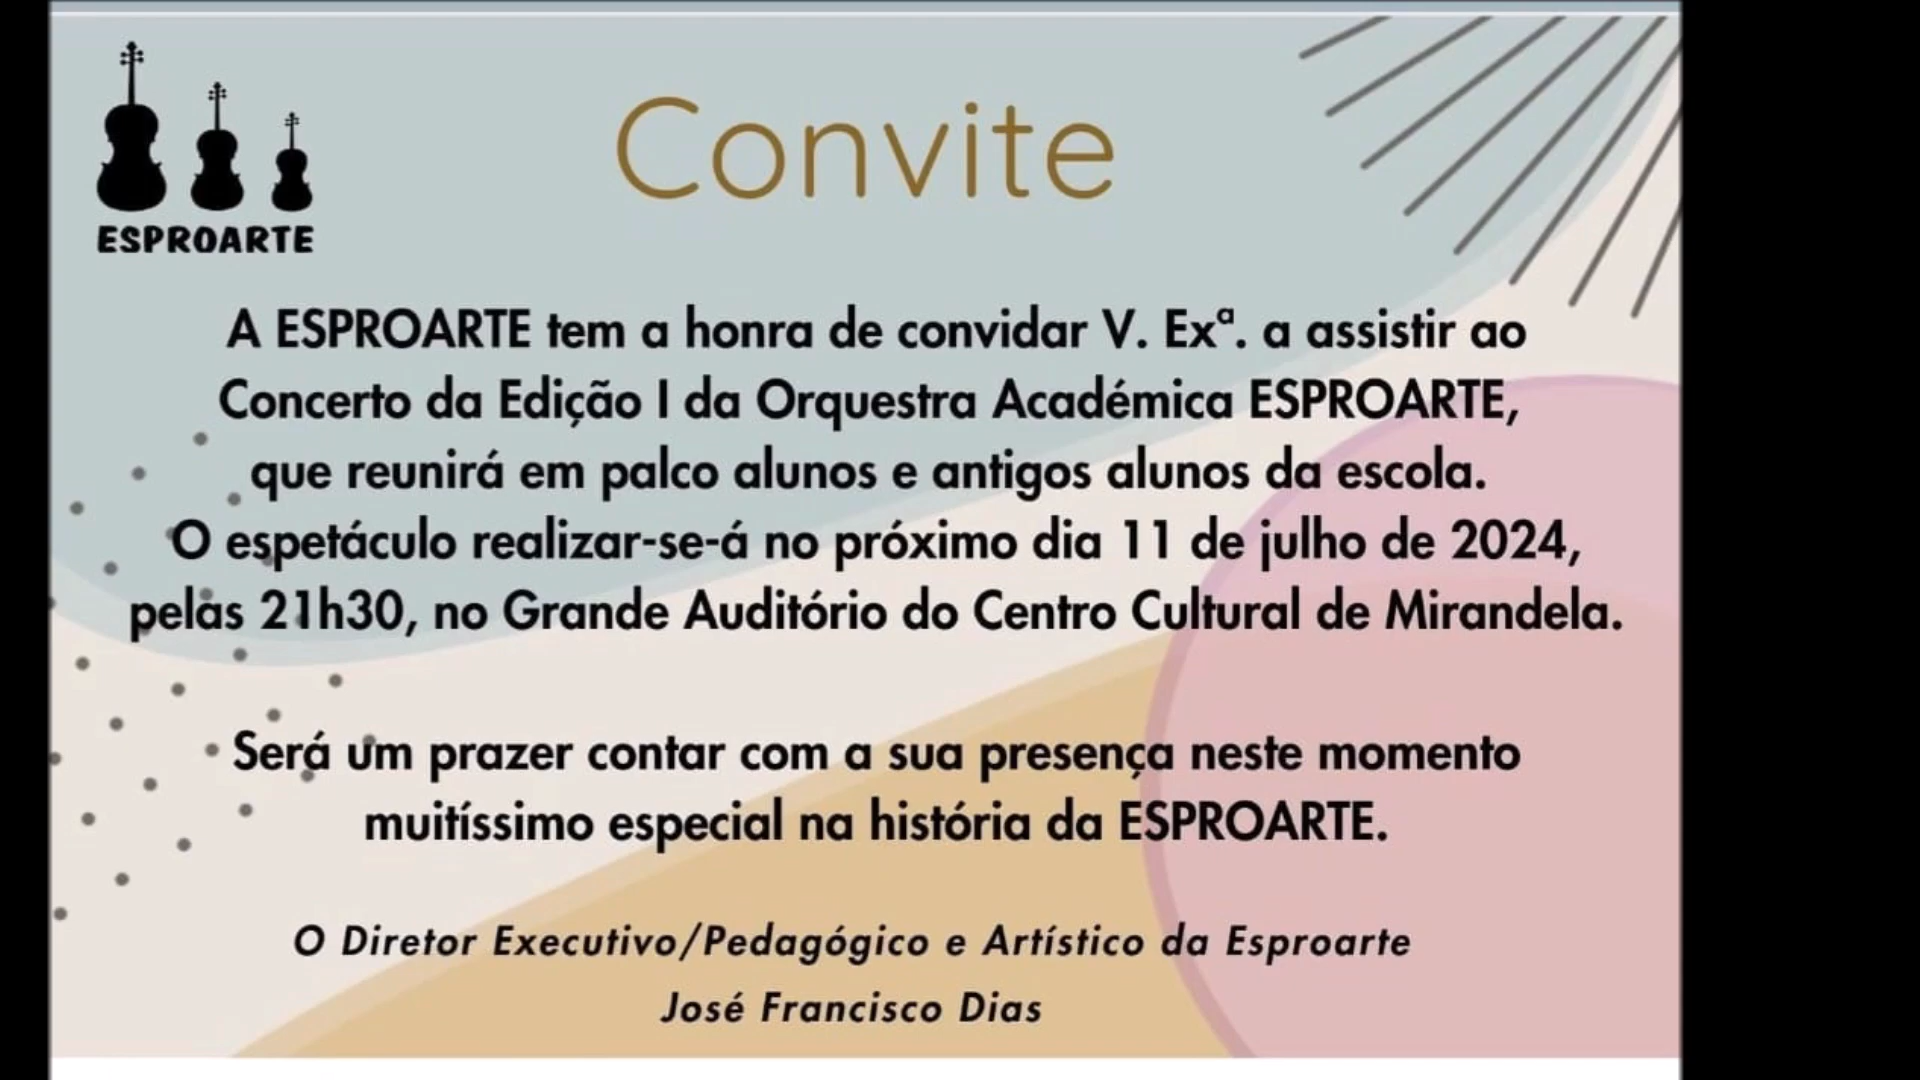 Convite
ESPROARTE
A ESPROARTE tem a honra de convidar V. Exª. a assistir ao
Concerto da Edição I da Orquestra Académica ESPROARTE,
que reunirá em palco alunos e antigos alunos da escola.
O espetáculo realizar-se-á no próximo dia 11 de julho de 2024,
pelas 21h30, no Grande Auditório do Centro Cultural de Mirandela.
Será um prazer contar com a sua presença neste momento
muitíssimo especial na história da ESPROARTE.
O Diretor Executivo/Pedagógico e Artístico da Esproarte
José Francisco Dias